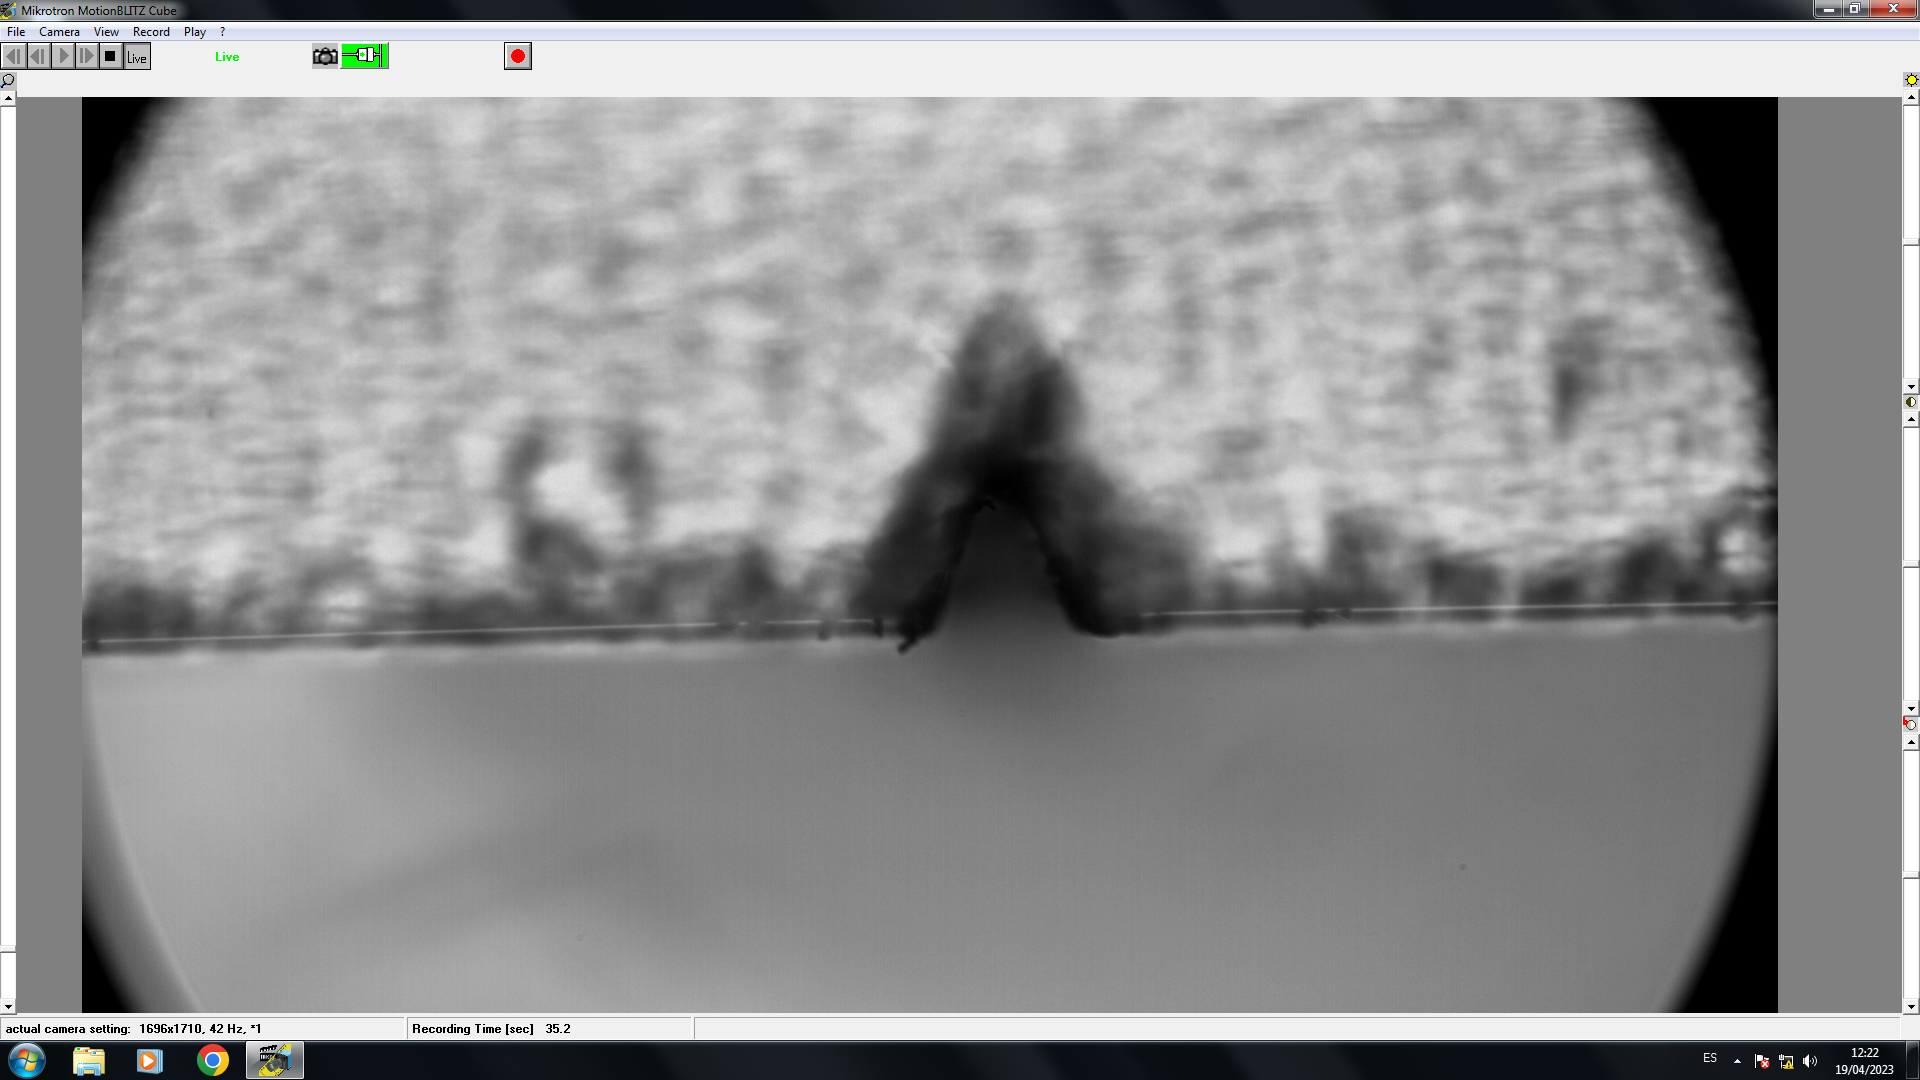 Mikrotron MotionBLITZ Cube
File Camera View Record Play ?
Live Live
actual camera setting: 1696x1710, 42 Hz, *1 Recording Time [sec] 35.2
ES 12:22
19/04/2023